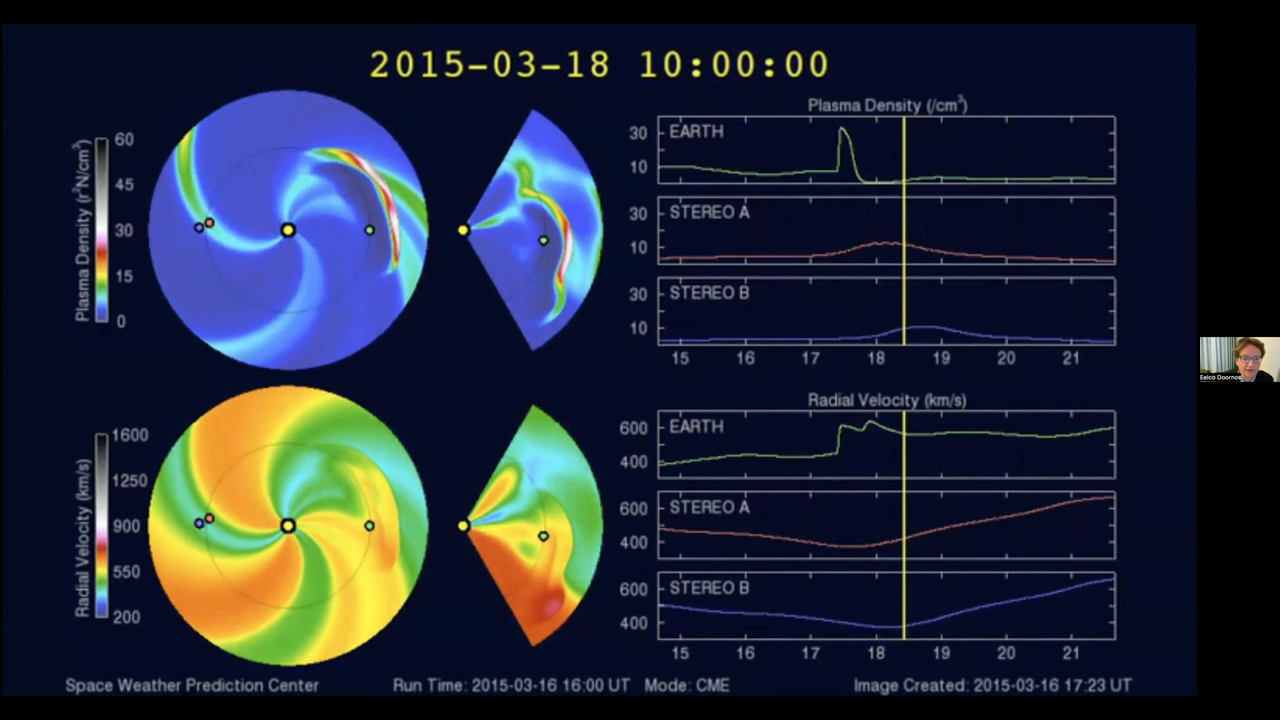 2015-03-18 10:00:00
Plasma Density (r²N/cm³)
60
45
30
15
0
Plasma Density (/cm³)
EARTH
30
10
STEREO A
30
10
STEREO B
30
10
15 16 17 18 19 20 21
Radial Velocity (km/s)
1600
1250
900
550
200
Radial Velocity (km/s)
EARTH
600
400
STEREO A
600
400
STEREO B
600
400
15 16 17 18 19 20 21
Space Weather Prediction Center Run Time: 2015-03-16 16:00 UT Mode: CME Image Created: 2015-03-16 17:23 UT
Eelco Doornbos